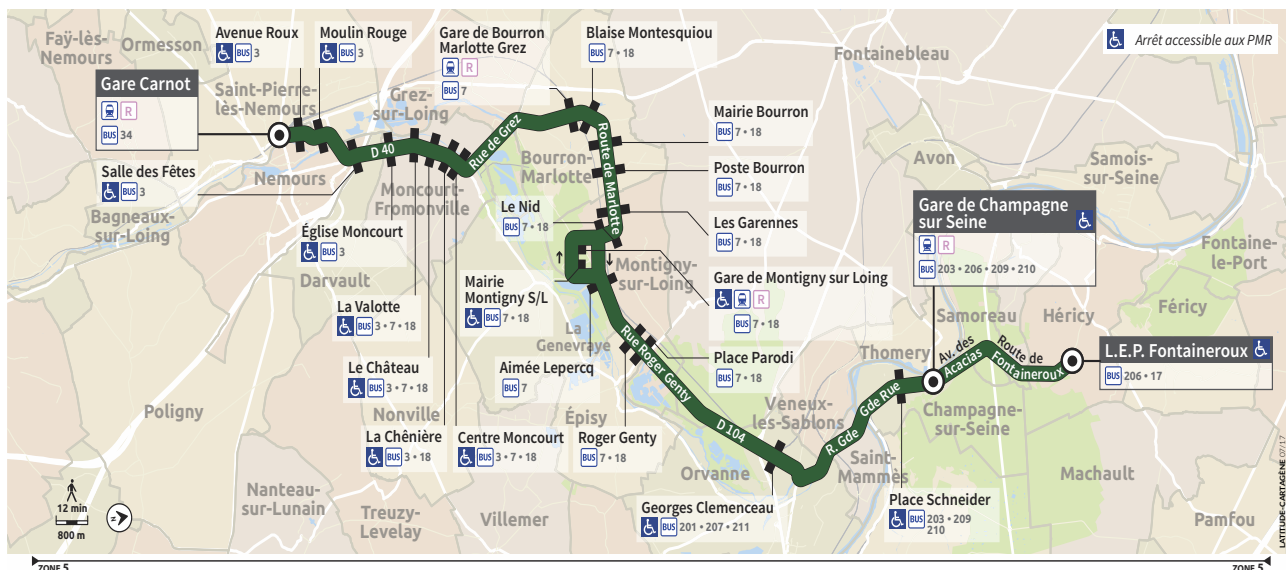 Avenue Roux
BUS 3
Moulin Rouge
BUS 3
Gare de Bourron
Marlotte Grez
R
BUS 7
Blaise Montesquiou
BUS 7 • 18
Arrêt accessible aux PMR
Faÿ-lès-
Nemours
Ormesson
Fontainebleau
Gare Carnot
R
BUS 34
Saint-Pierre-
lès-Nemours
Grez-
sur-Loing
Mairie Bourron
BUS 7 • 18
D 40
Rue de Grez
Route de Marlotte
Bourron-
Marlotte
Avon
Samois-
sur-Seine
Salle des Fêtes
BUS 3
Nemours
Moncourt-
Fromonville
Poste Bourron
BUS 7 • 18
Bagneaux-
sur-Loing
Église Moncourt
BUS 3
Le Nid
BUS 7 • 18
Les Garennes
BUS 7 • 18
Gare de Champagne
sur Seine
R
BUS 203 • 206 • 209 • 210
Fontaine-
le-Port
Darvault
Mairie
Montigny S/L
BUS 7 • 18
Montigny-
sur-Loing
Gare de Montigny sur Loing
R
BUS 7 • 18
La Valotte
BUS 3 • 7 • 18
La
Genevraye
Samoreau
Héricy
Féricy
Rue Roger Genty
Thomery
Av. des
Acacias
Route de
Fontaineroux
L.E.P. Fontaineroux
BUS 206 • 17
Le Château
BUS 3 • 7 • 18
Aimée Lepercq
BUS 7
Place Parodi
BUS 7 • 18
Poligny
Nonville
Épisy
Veneux-
les-Sablons
Gde Rue
Champagne-
sur-Seine
La Chênière
BUS 3 • 18
Centre Moncourt
BUS 3 • 7 • 18
Roger Genty
BUS 7 • 18
D 104
R. Gde
Saint-
Mammès
Orvanne
Machault
12 min
800 m
N
Nanteau-
sur-Lunain
Treuzy-
Levelay
Villemer
Georges Clemenceau
BUS 201 • 207 • 211
Place Schneider
BUS 203 • 209
210
Pamfou
LATITUDE-CARTAGÈNE 07/17
ZONE 5
ZONE 5